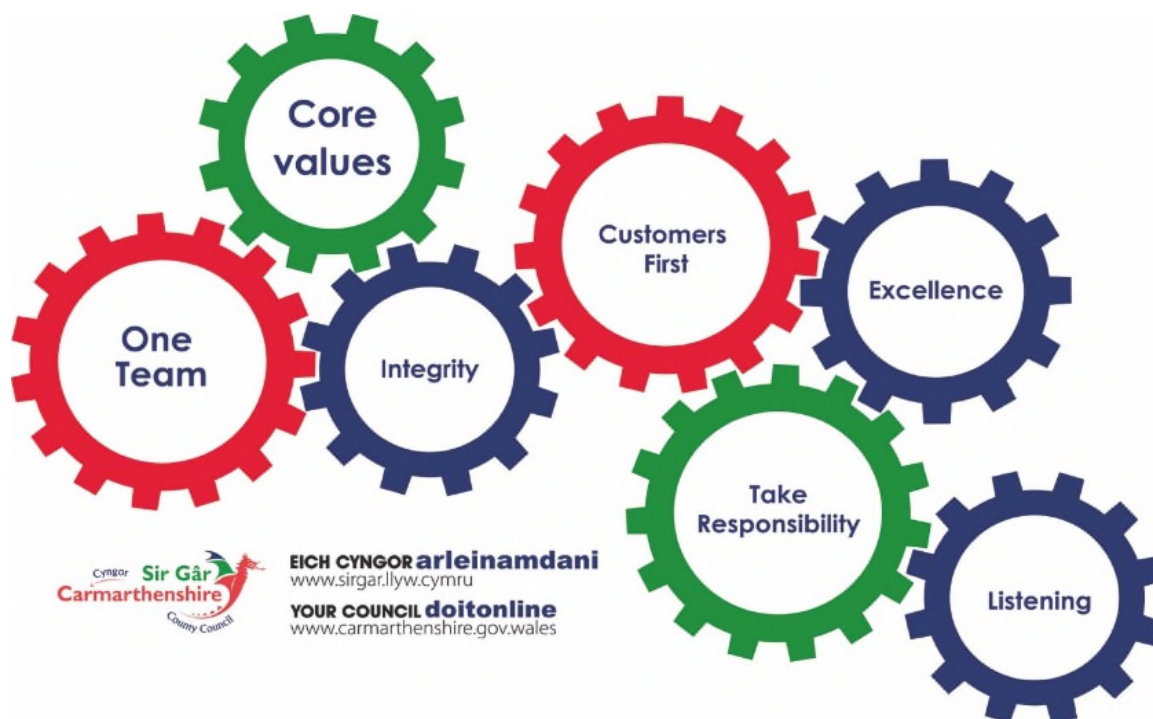 Core
values
One
Team
Integrity
Customers
First
Excellence
Take
Responsibility
Listening
Cyngor
Sir Gâr
Carmarthenshire
County Council
EICH CYNGOR arleinamdani
www.sirgar.llyw.cymru
YOUR COUNCIL doitonline
www.carmarthenshire.gov.wales